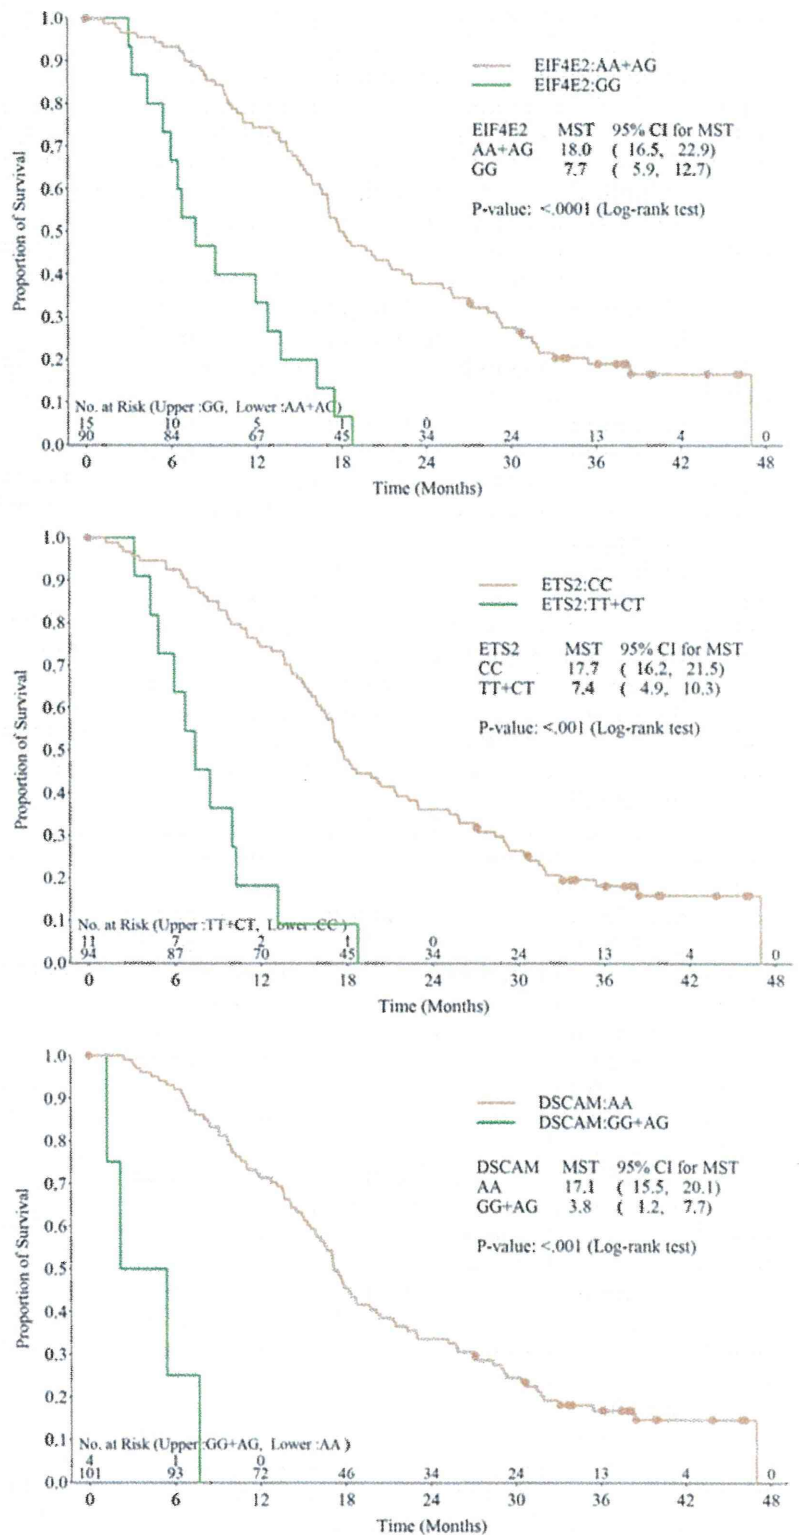 1.0
0.9
0.8
0.7
0.6
0.5
0.4
0.3
0.2
0.1
0.0
Proportion of Survival
EIF4E2:AA+AG
EIF4E2:GG
EIF4E2 MST 95% CI for MST
AA+AG 18.0 ( 16.5, 22.9)
GG 7.7 ( 5.9, 12.7)
P-value: <.0001 (Log-rank test)
No. at Risk (Upper :GG, Lower :AA+AG)
15 10 5 1 0
90 84 67 45 34 24 13 4 0
0 6 12 18 24 30 36 42 48
Time (Months)
1.0
0.9
0.8
0.7
0.6
0.5
0.4
0.3
0.2
0.1
0.0
Proportion of Survival
ETS2:CC
ETS2:TT+CT
ETS2 MST 95% CI for MST
CC 17.7 ( 16.2, 21.5)
TT+CT 7.4 ( 4.9, 10.3)
P-value: <.001 (Log-rank test)
No. at Risk (Upper :TT+CT, Lower :CC )
11 7 2 1 0
94 87 70 45 34 24 13 4 0
0 6 12 18 24 30 36 42 48
Time (Months)
1.0
0.9
0.8
0.7
0.6
0.5
0.4
0.3
0.2
0.1
0.0
Proportion of Survival
DSCAM:AA
DSCAM:GG+AG
DSCAM MST 95% CI for MST
AA 17.1 ( 15.5, 20.1)
GG+AG 3.8 ( 1.2, 7.7)
P-value: <.001 (Log-rank test)
No. at Risk (Upper :GG+AG, Lower :AA )
4 1 0
101 93 72 46 34 24 13 4 0
0 6 12 18 24 30 36 42 48
Time (Months)